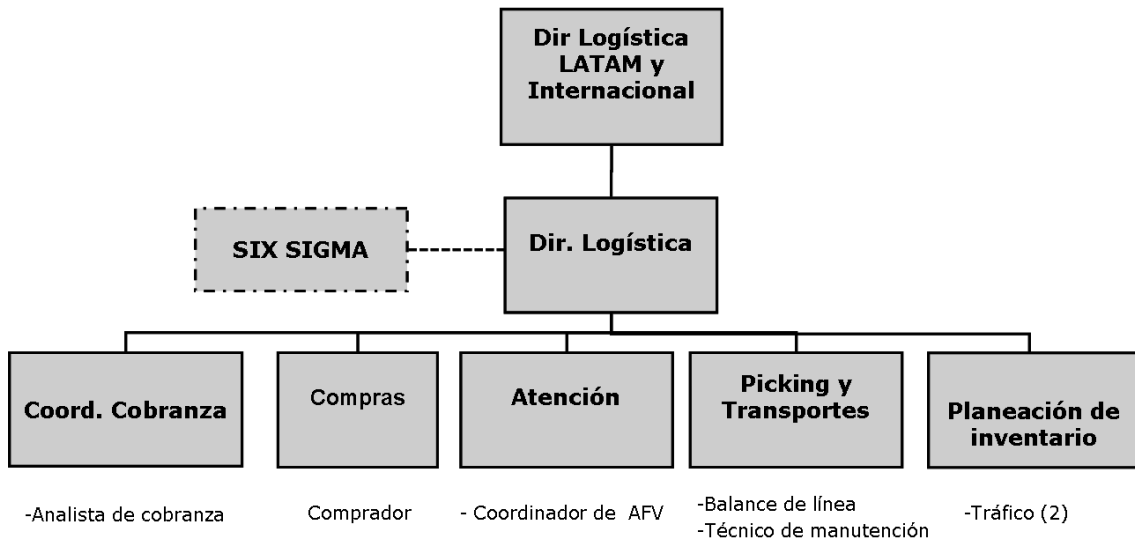 Dir Logística
LATAM y
Internacional
SIX SIGMA
Dir. Logística
Coord. Cobranza
Compras
Atención
Picking y
Transportes
Planeación de
inventario
-Analista de cobranza
Comprador
- Coordinador de AFV
-Balance de línea
-Técnico de manutención
-Tráfico (2)